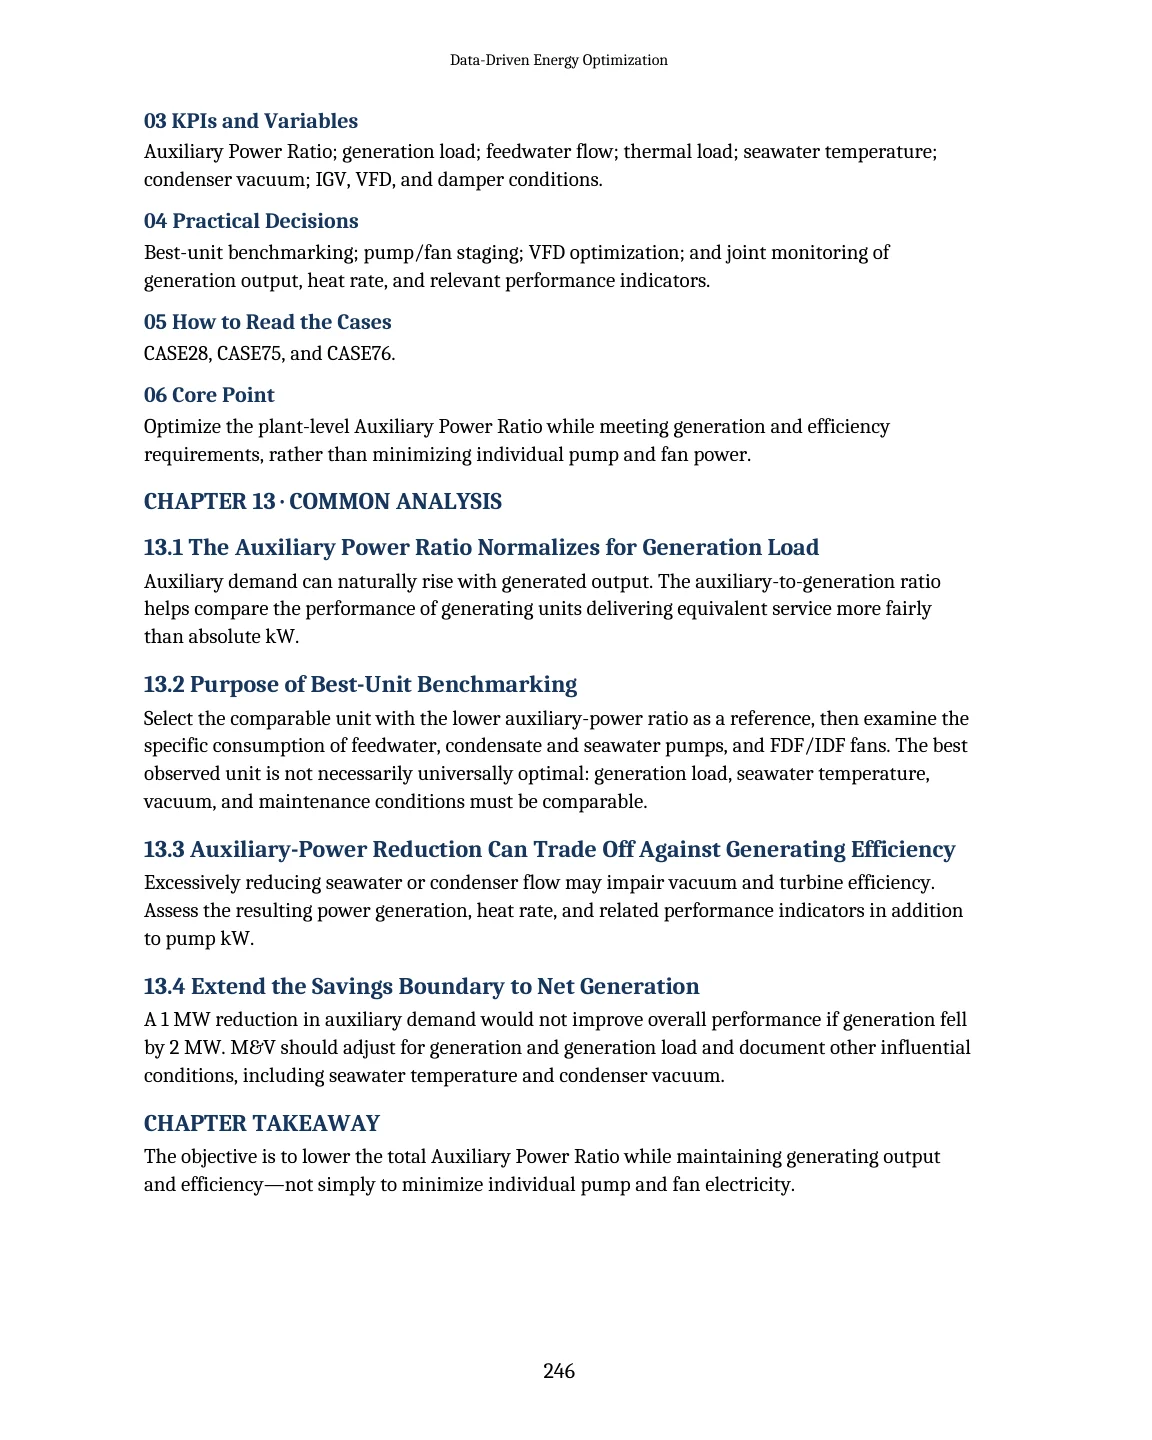 Data-Driven Energy Optimization
03 KPIs and Variables
Auxiliary Power Ratio; generation load; feedwater flow; thermal load; seawater temperature;
condenser vacuum; IGV, VFD, and damper conditions.
04 Practical Decisions
Best-unit benchmarking; pump/fan staging; VFD optimization; and joint monitoring of
generation output, heat rate, and relevant performance indicators.
05 How to Read the Cases
CASE28, CASE75, and CASE76.
06 Core Point
Optimize the plant-level Auxiliary Power Ratio while meeting generation and efficiency
requirements, rather than minimizing individual pump and fan power.
CHAPTER 13 · COMMON ANALYSIS
13.1 The Auxiliary Power Ratio Normalizes for Generation Load
Auxiliary demand can naturally rise with generated output. The auxiliary-to-generation ratio
helps compare the performance of generating units delivering equivalent service more fairly
than absolute kW.
13.2 Purpose of Best-Unit Benchmarking
Select the comparable unit with the lower auxiliary-power ratio as a reference, then examine the
specific consumption of feedwater, condensate and seawater pumps, and FDF/IDF fans. The best
observed unit is not necessarily universally optimal: generation load, seawater temperature,
vacuum, and maintenance conditions must be comparable.
13.3 Auxiliary-Power Reduction Can Trade Off Against Generating Efficiency
Excessively reducing seawater or condenser flow may impair vacuum and turbine efficiency.
Assess the resulting power generation, heat rate, and related performance indicators in addition
to pump kW.
13.4 Extend the Savings Boundary to Net Generation
A 1 MW reduction in auxiliary demand would not improve overall performance if generation fell
by 2 MW. M&V should adjust for generation and generation load and document other influential
conditions, including seawater temperature and condenser vacuum.
CHAPTER TAKEAWAY
The objective is to lower the total Auxiliary Power Ratio while maintaining generating output
and efficiency—not simply to minimize individual pump and fan electricity.
246